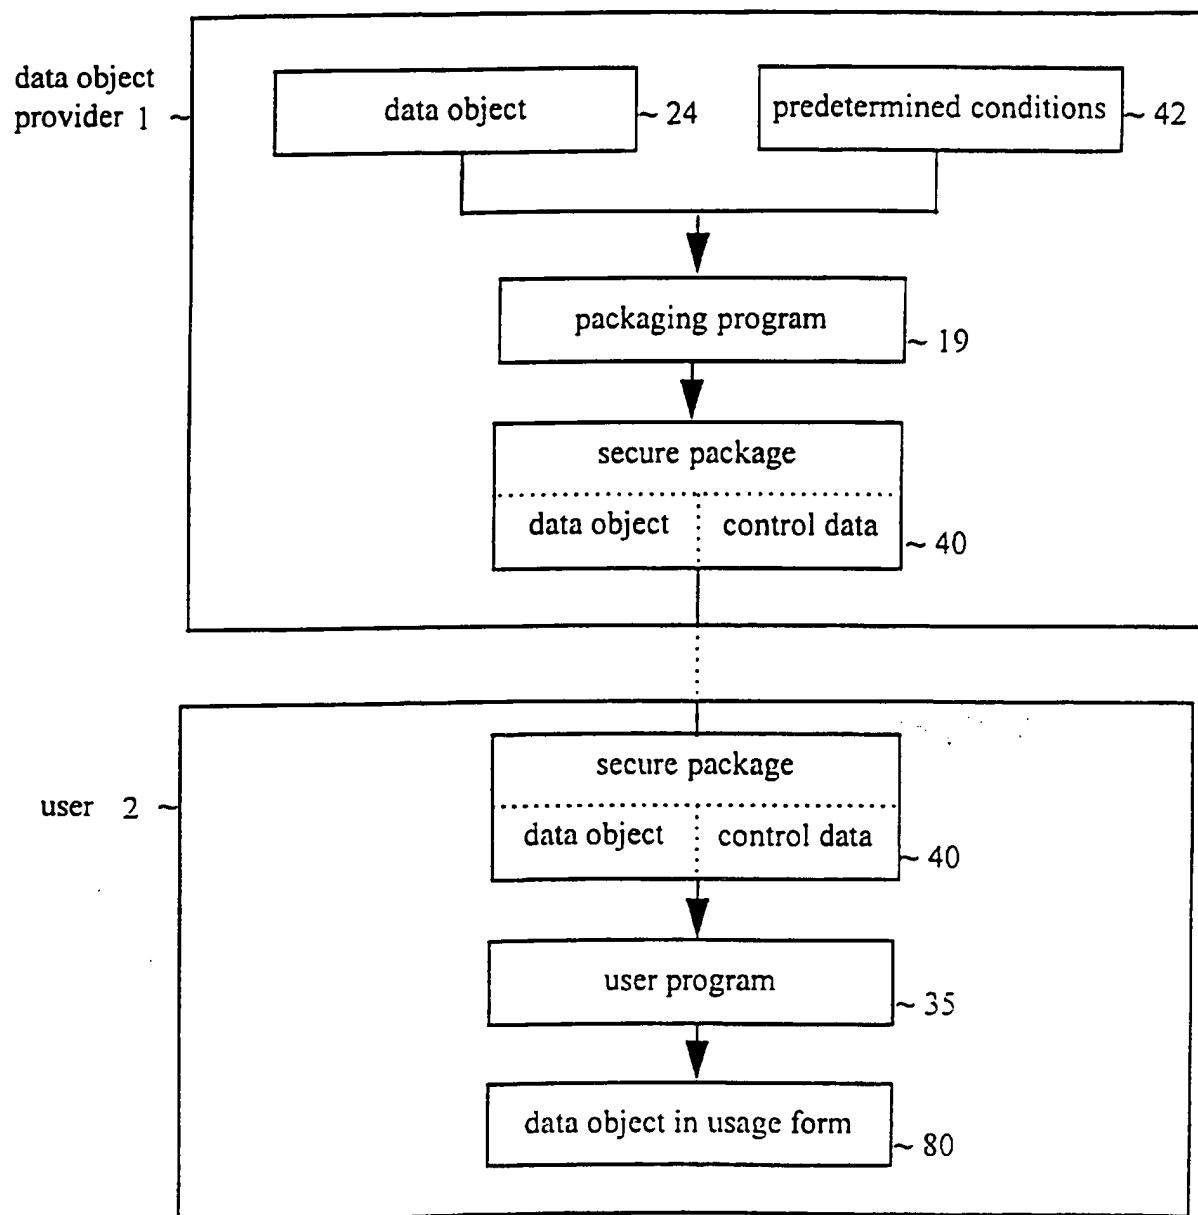 data object
provider 1 ~
data object
~ 24
predetermined conditions
~ 42
packaging program
~ 19
secure package
data object
control data
~ 40
secure package
user 2 ~
data object
control data
~ 40
user program
~ 35
data object in usage form
~ 80